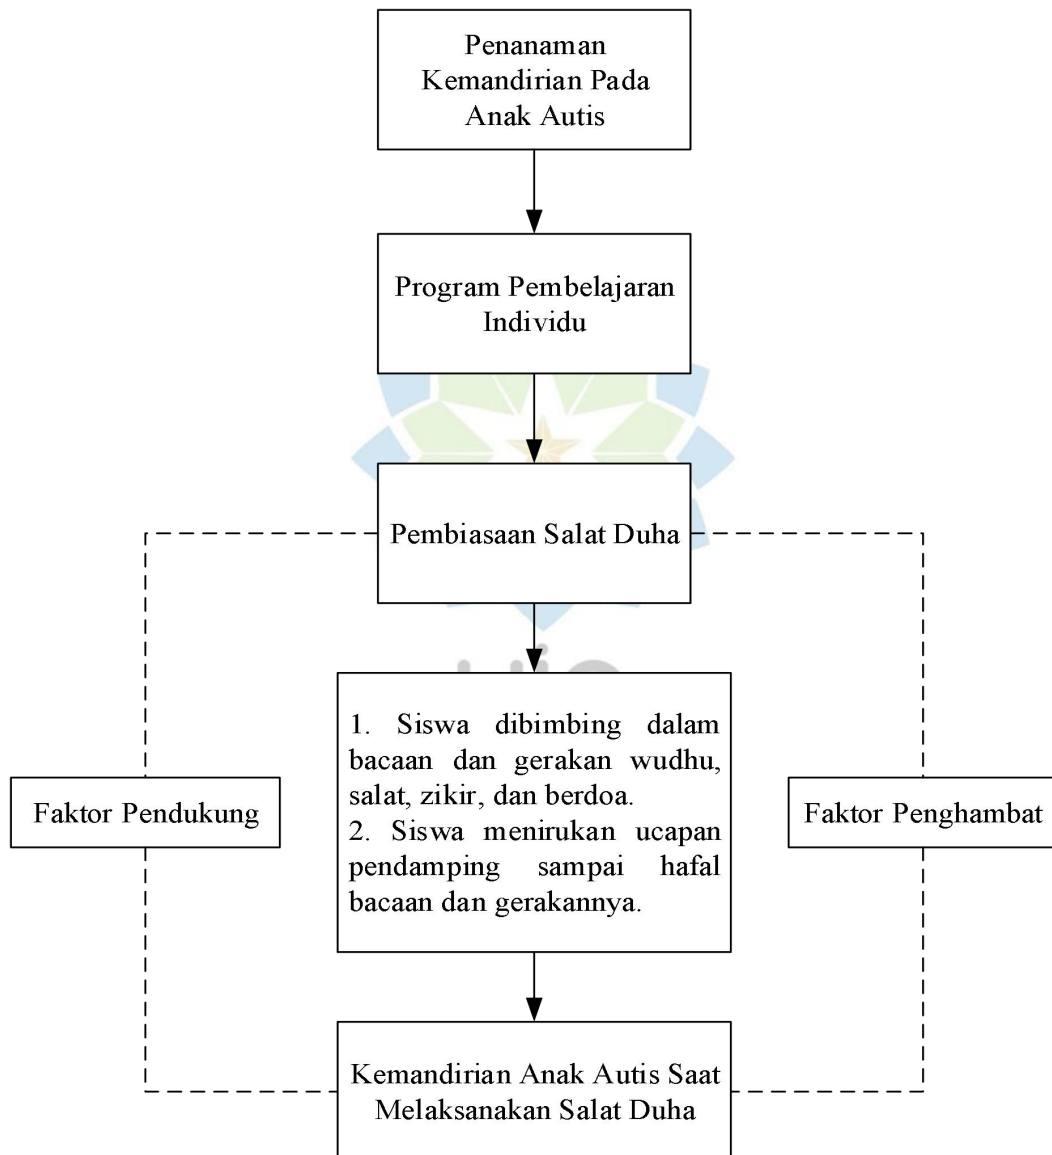 Penanaman
Kemandirian Pada
Anak Autis
Program Pembelajaran
Individu
Pembiasaan Salat Duha
1. Siswa dibimbing dalam
bacaan dan gerakan wudhu,
salat, zikir, dan berdoa.
2. Siswa menirukan ucapan
pendamping sampai hafal
bacaan dan gerakannya.
Faktor Pendukung
Faktor Penghambat
Kemandirian Anak Autis Saat
Melaksanakan Salat Duha